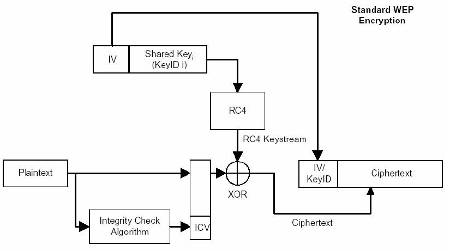 Standard WEP
Encryption
IV
Shared Key,
(KeyID I)
RC4
RC4 Keystream
Plaintext
XOR
IV/
KeyID
Ciphertext
Integrity Check
Algorithm
ICV
Ciphertext